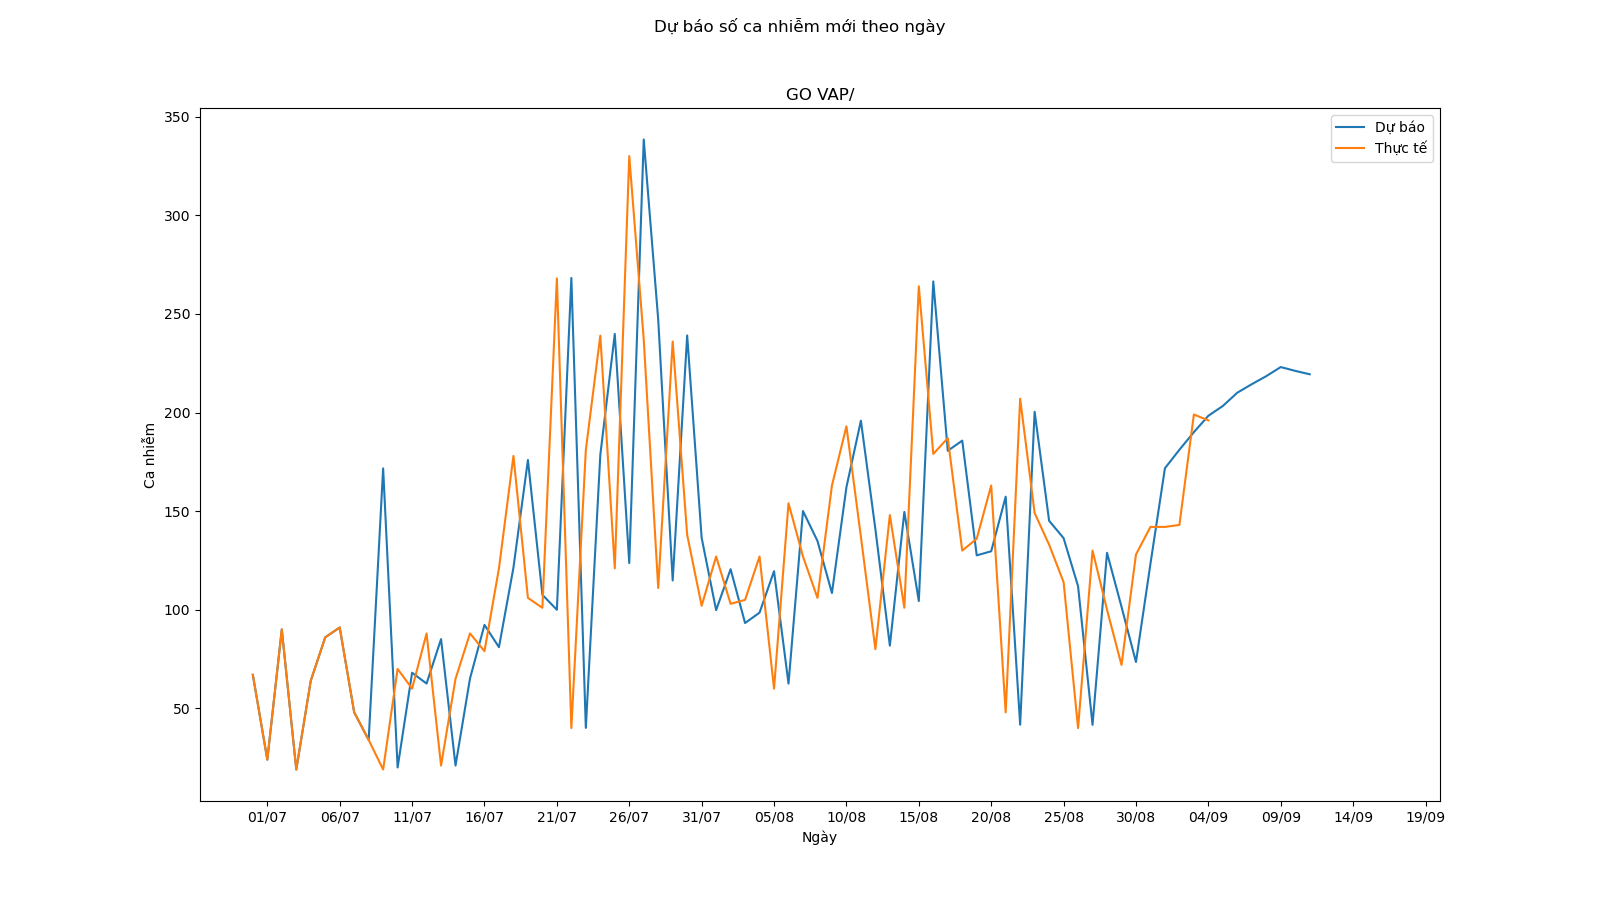 Dự báo số ca nhiễm mới theo ngày
GO VAP/
350
300
250
200
150
100
50
Ca nhiễm
Dự báo
Thực tế
01/07 06/07 11/07 16/07 21/07 26/07 31/07 05/08 10/08 15/08 20/08 25/08 30/08 04/09 09/09 14/09 19/09
Ngày